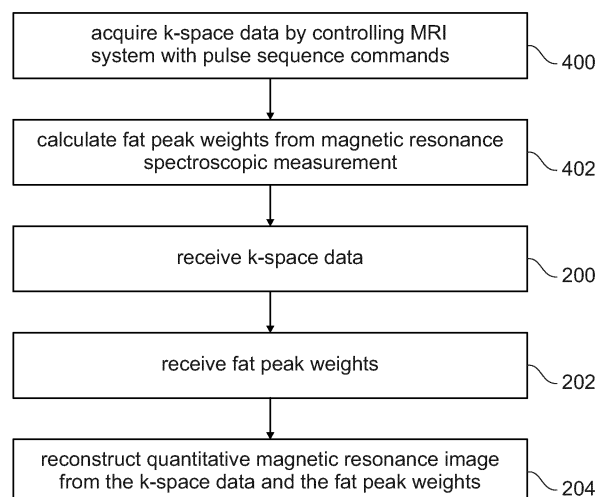 acquire k-space data by controlling MRI
system with pulse sequence commands
400
calculate fat peak weights from magnetic resonance
spectroscopic measurement
402
receive k-space data
200
receive fat peak weights
202
reconstruct quantitative magnetic resonance image
from the k-space data and the fat peak weights
204